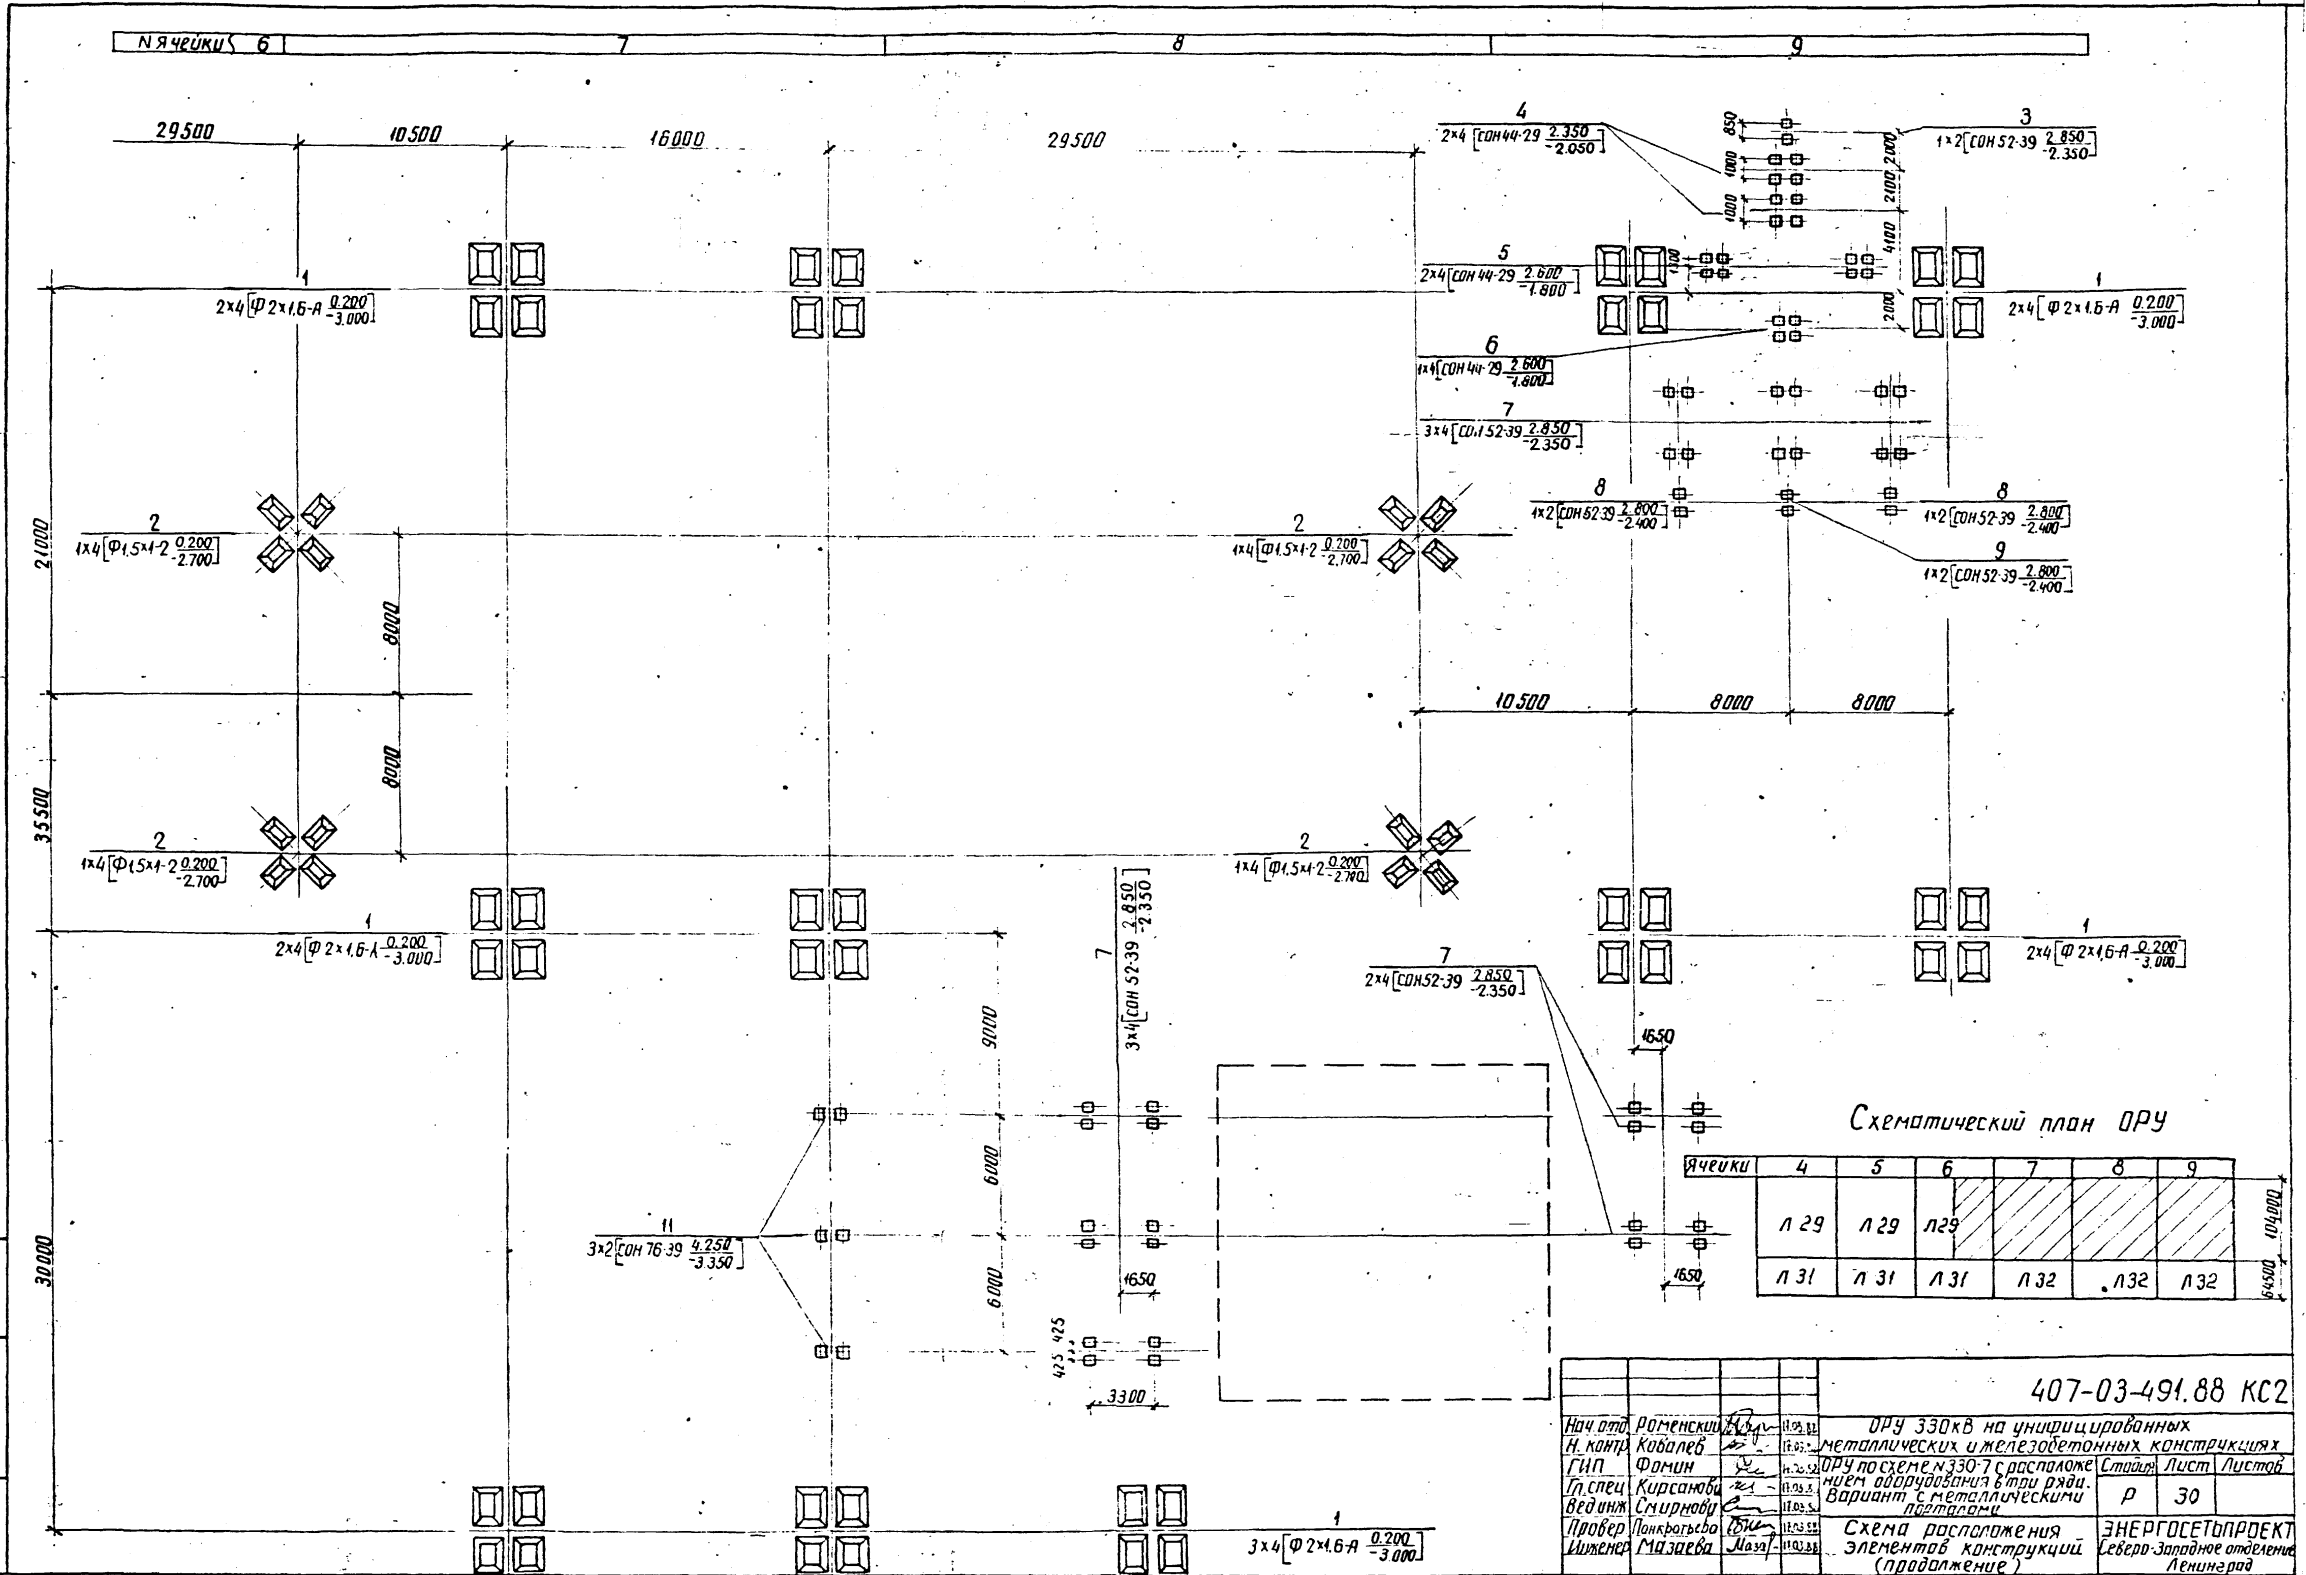 N ячейки 6 7 8 9
29500 10500 16000 29500
4
2×4 [СОН 44-29 2.350 / -2.050]
850
1000
1000
2000
2100
4100
2000
1300
3
1×2 [СОН 52-39 2.850 / -2.350]
5
2×4 [СОН 44-29 2.600 / -1.800]
1
2×4 [Ф 2×1.6-А 0.200 / -3.000]
1
2×4 [Ф 2×1.6-А 0.200 / -3.000]
6
1×4 [СОН 44-29 2.600 / -1.800]
7
3×4 [СОН 52-39 2.850 / -2.350]
8
1×2 [СОН 52-39 2.800 / -2.400]
8
1×2 [СОН 52-39 2.800 / -2.400]
9
1×2 [СОН 52-39 2.800 / -2.400]
2
1×4 [Ф1.5×1-2 0.200 / -2.700]
2
1×4 [Ф1.5×1-2 0.200 / -2.700]
21000
8000
8000
35500
10500 8000 8000
2
1×4 [Ф1.5×1-2 0.200 / -2.700]
2
1×4 [Ф1.5×1-2 0.200 / -2.700]
1
2×4 [Ф 2×1.6-А 0.200 / -3.000]
7
3×4 [СОН 52-39 2.850 / -2.350]
7
2×4 [СОН 52-39 2.850 / -2.350]
1
2×4 [Ф 2×1.6-А 0.200 / -3.000]
9000
6000
6000
30000
1650
1650
1650
425 425
3300
11
3×2 [СОН 76-39 4.250 / -3.350]
1
3×4 [Ф 2×1.6-А 0.200 / -3.000]
Схематический план ОРУ
Ячейки 4 5 6 7 8 9
Л 29 Л 29 Л29
Л 31 Л 31 Л 31 Л 32 Л32 Л32
104000
64500
407-03-491.88 КС2
Нач.отд Роменский
Н. контр Ковалев
ГИП Фомин
Гл.спец Кирсанова
Вед инж Смирнова
Провер Панкратьева
Инженер Мазаева
ОРУ 330кВ на унифицированных
металлических и железобетонных конструкциях
ОРУ по схеме N330-7 с расположе
нием оборудования в три ряда.
Вариант с металлическими
порталами
Стадия Лист Листов
Р 30
Схема расположения
элементов конструкций
(продолжение)
ЭНЕРГОСЕТЬПРОЕКТ
Северо-Западное отделение
Ленинград